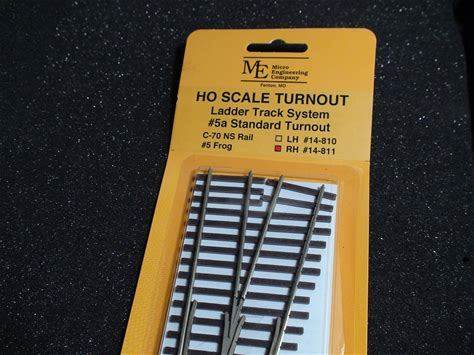 ME
Micro
Engineering
Company
Fenton, MO
HO SCALE TURNOUT
Ladder Track System
#5a Standard Turnout
C-70 NS Rail
LH #14-810
#5 Frog
RH #14-811